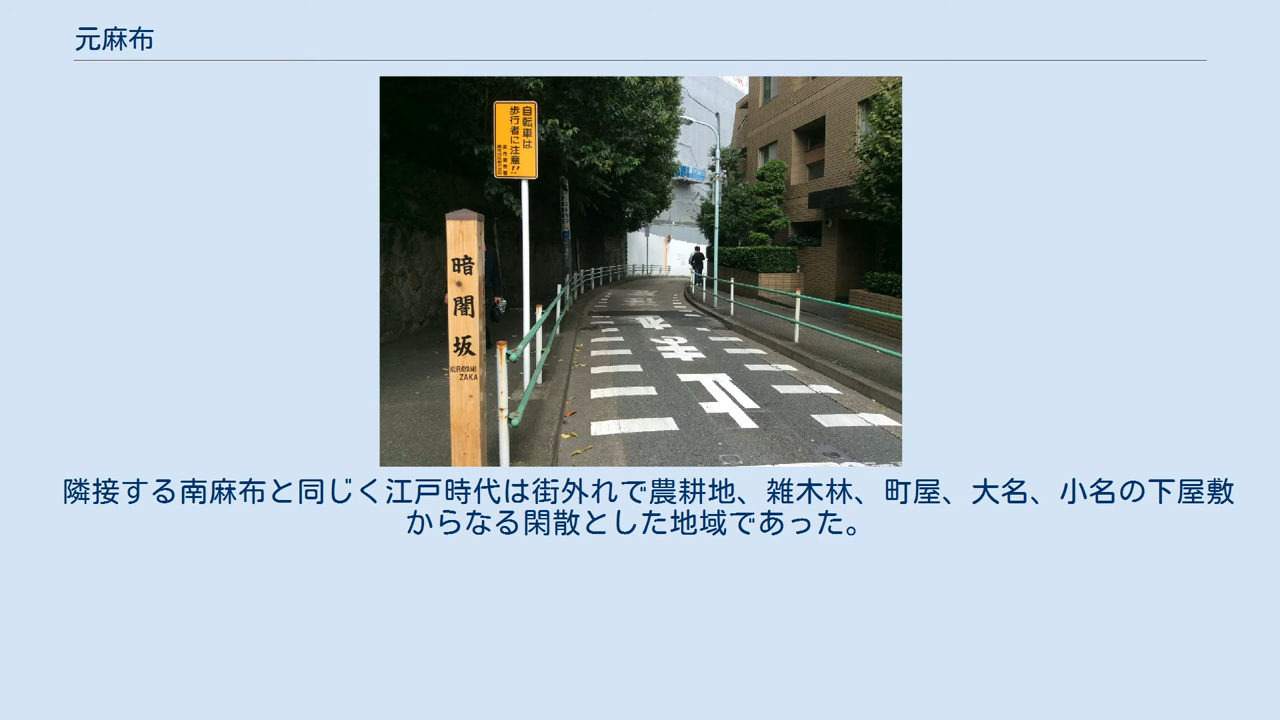 元麻布
自転車は
歩行者に注意!!
暗
闇
坂
KURAYAMI
ZAKA
止まれ
隣接する南麻布と同じく江戸時代は街外れで農耕地、雑木林、町屋、大名、小名の下屋敷
からなる閑散とした地域であった。